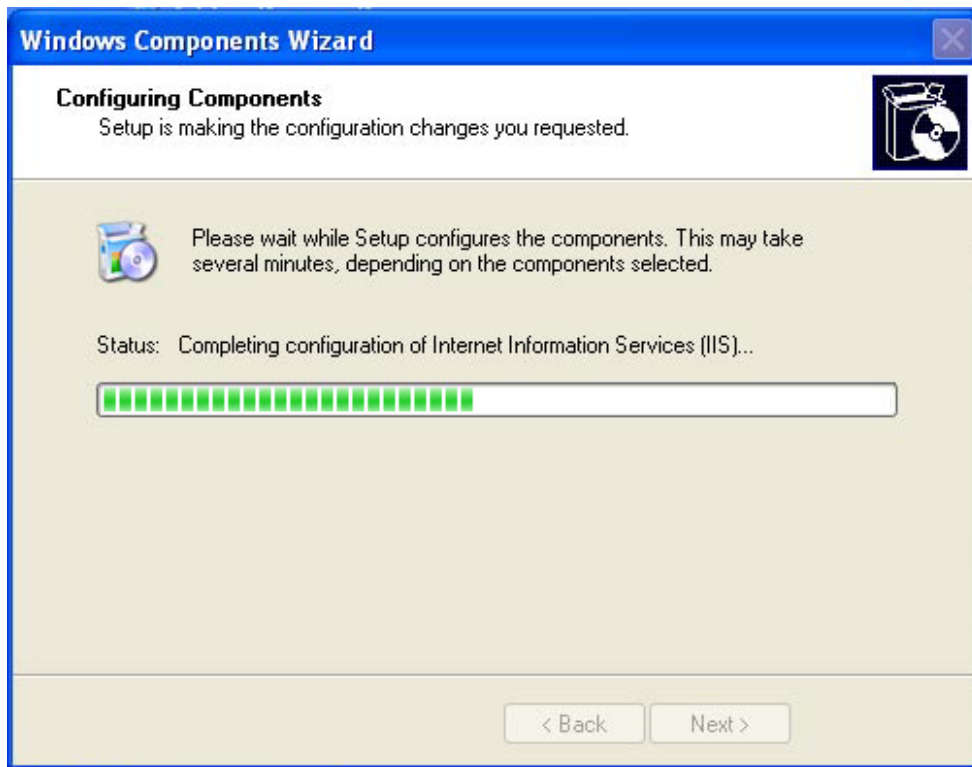 Windows Components Wizard
Configuring Components
Setup is making the configuration changes you requested.
Please wait while Setup configures the components. This may take
several minutes, depending on the components selected.
Status: Completing configuration of Internet Information Services (IIS)...
< Back Next >